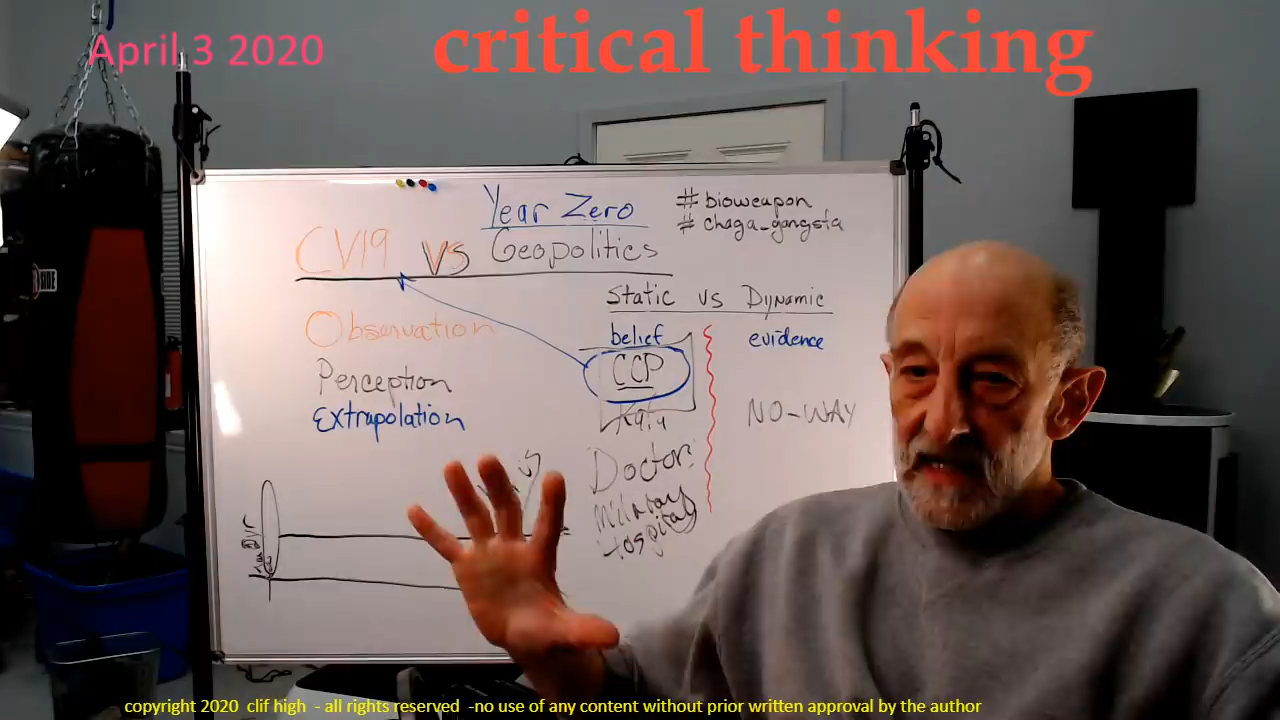 April 3 2020
critical thinking
Year Zero
# bioweapon
# chaga_gangsta
CV19 VS Geopolitics
Static vs Dynamic
Observation
belief
evidence
Perception
CCP
Extrapolation
Kata
NO-WAY
Doctor
Military
Hospital
copyright 2020 clif high - all rights reserved -no use of any content without prior written approval by the author